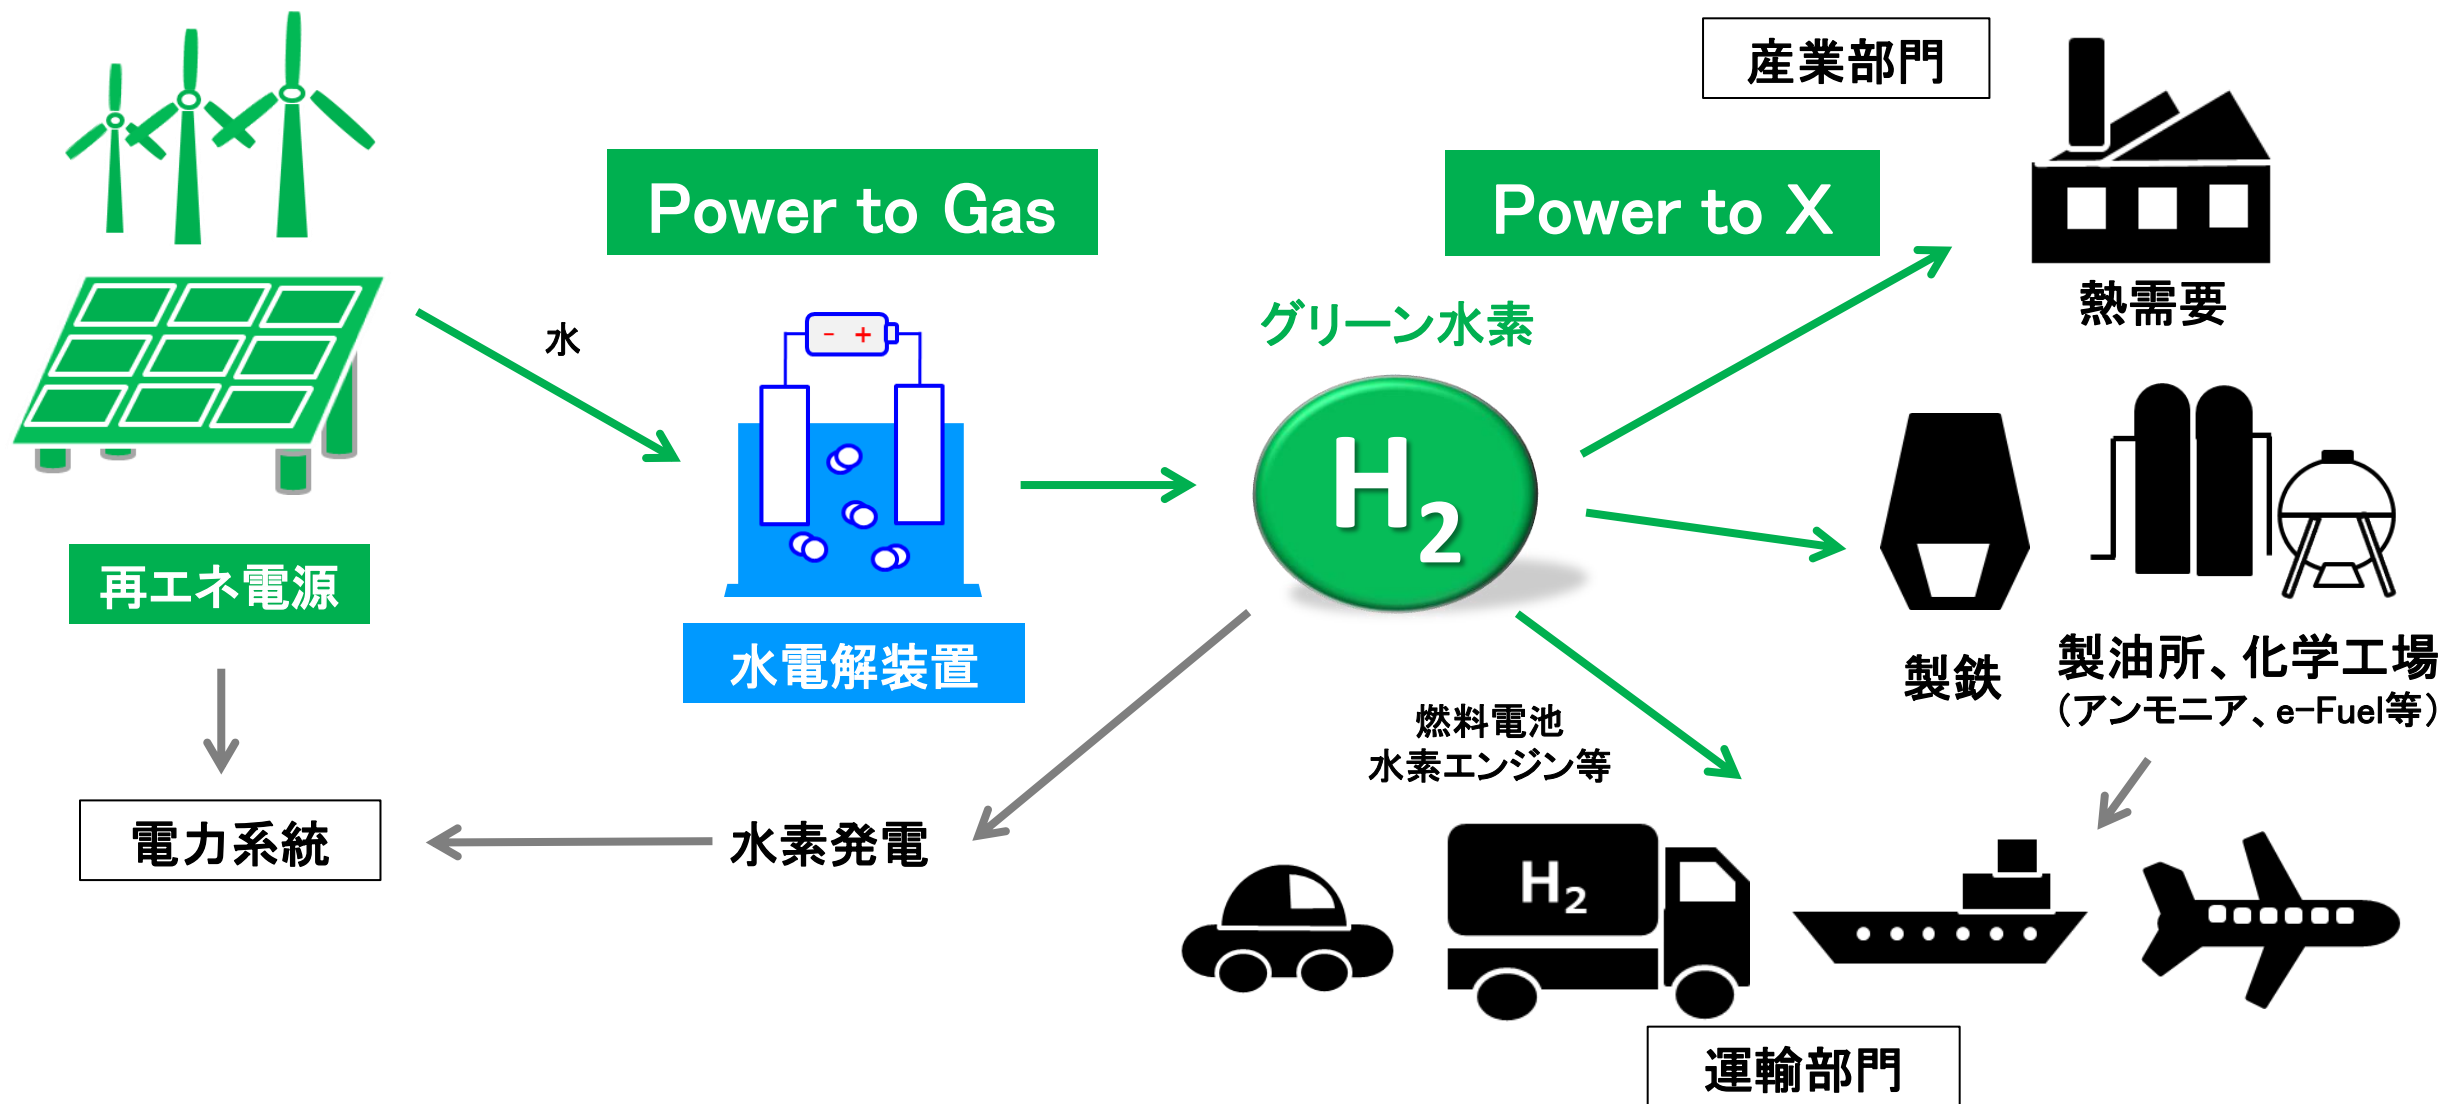 産業部門
Power to Gas
Power to X
熱需要
水
- +
グリーン水素
H2
再エネ電源
水電解装置
製鉄
製油所、化学工場
（アンモニア、e-Fuel等）
燃料電池
水素エンジン等
電力系統
水素発電
H2
運輸部門